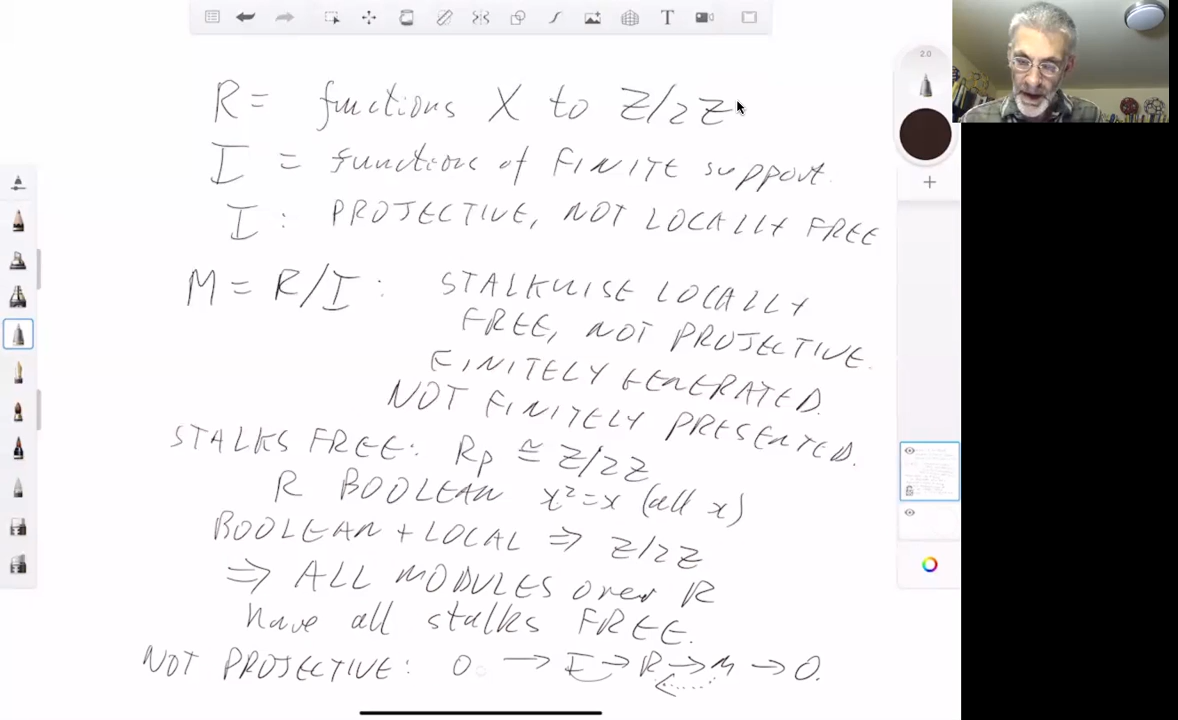 R = functions X to Z/2Z
I = functions of FINITE support.
I: PROJECTIVE, NOT LOCALLY FREE
M = R/I: STALKWISE LOCALLY
FREE, NOT PROJECTIVE.
FINITELY GENERATED.
NOT FINITELY PRESENTED.
STALKS FREE: Rp ≅ Z/2Z
R BOOLEAN x²=x (all x)
BOOLEAN + LOCAL ⇒ Z/2Z
⇒ ALL MODULES over R
have all stalks FREE.
NOT PROJECTIVE: 0 → I → R → M → 0.
2.0